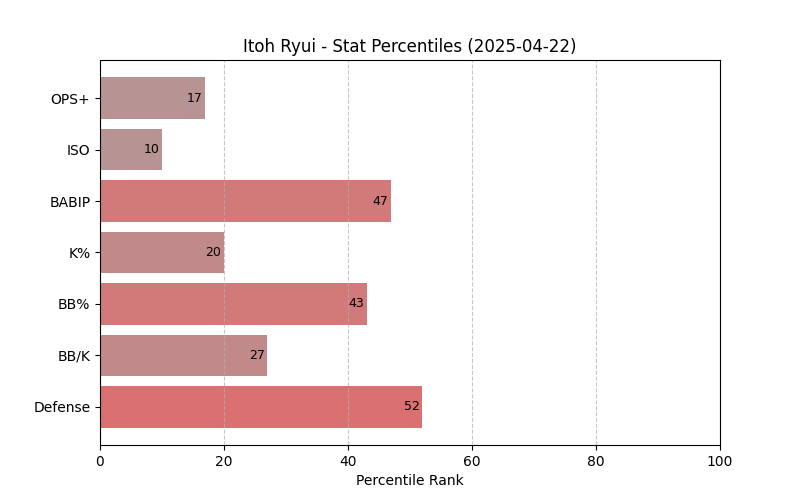 Itoh Ryui - Stat Percentiles (2025-04-22)
OPS+ 17
ISO 10
BABIP 47
K% 20
BB% 43
BB/K 27
Defense 52
0 20 40 60 80 100
Percentile Rank